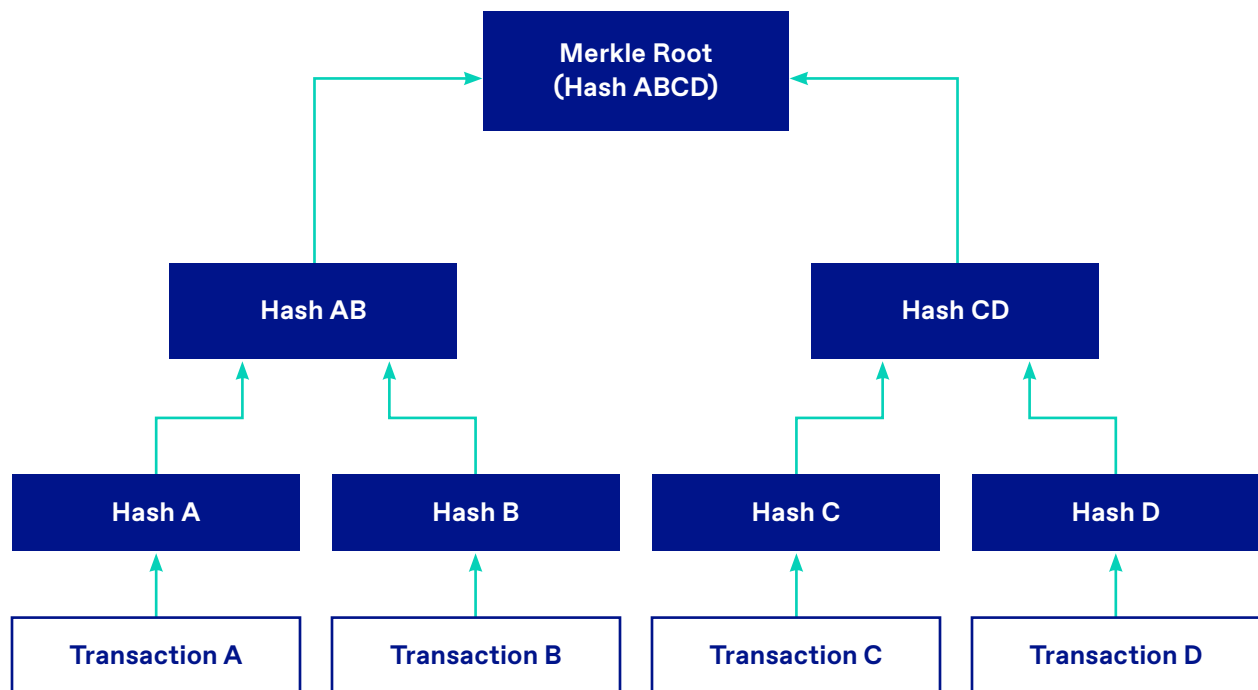 Merkle Root
(Hash ABCD)
Hash AB
Hash CD
Hash A
Hash B
Hash C
Hash D
Transaction A
Transaction B
Transaction C
Transaction D